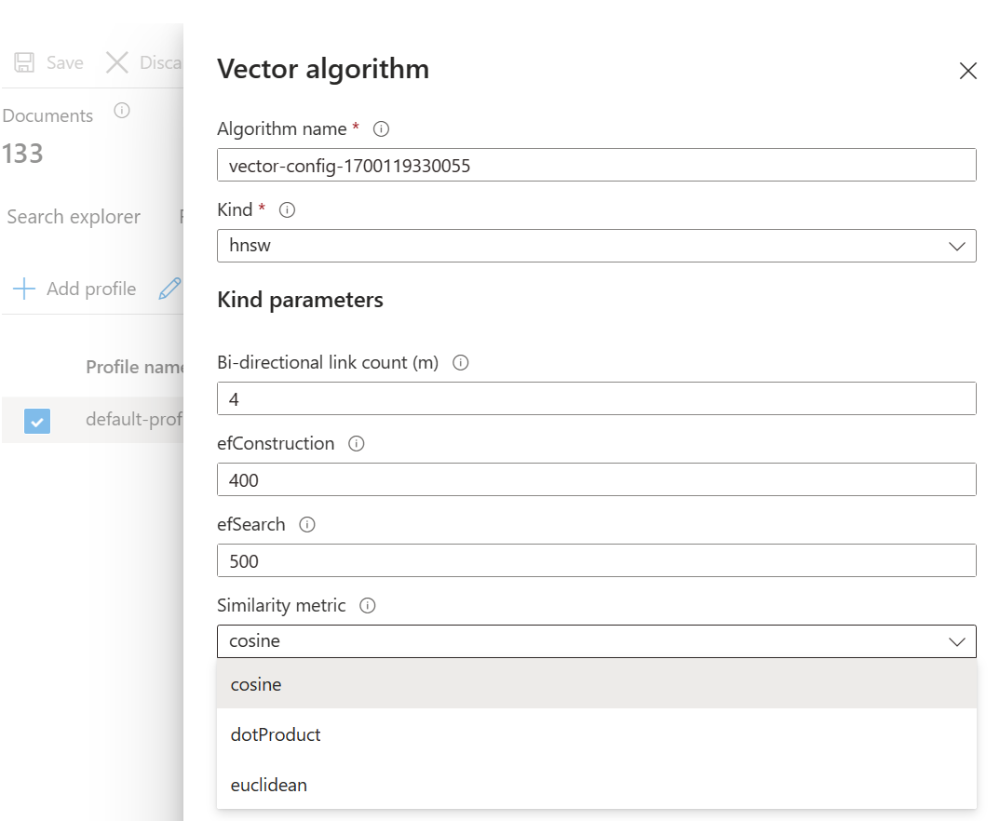 Save
Disca
Documents
133
Search explorer
Add profile
Profile name
default-prof
Vector algorithm
Algorithm name *
vector-config-1700119330055
Kind *
hnsw
Kind parameters
Bi-directional link count (m)
4
efConstruction
400
efSearch
500
Similarity metric
cosine
cosine
dotProduct
euclidean